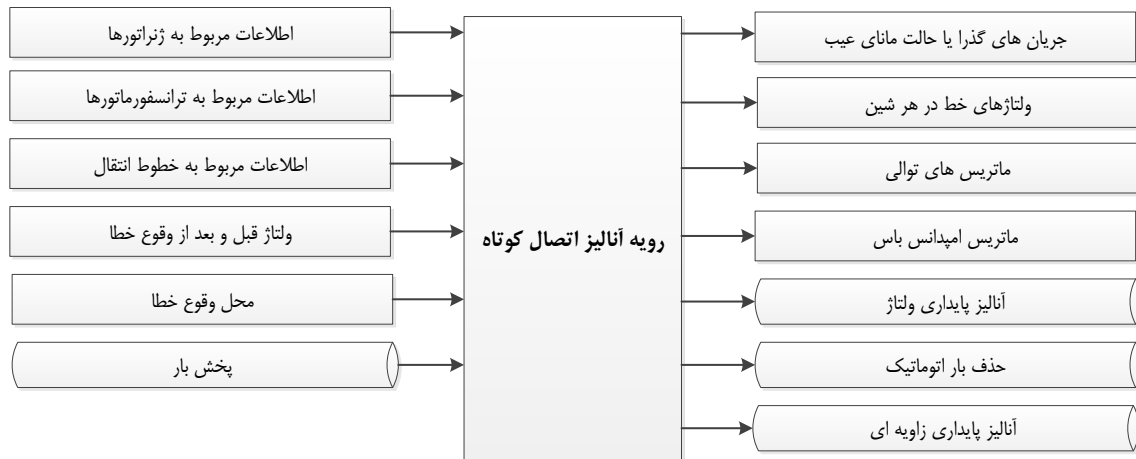 اطلاعات مربوط به ژنراتورها
اطلاعات مربوط به ترانسفورماتورها
اطلاعات مربوط به خطوط انتقال
ولتاژ قبل و بعد از وقوع خطا
محل وقوع خطا
پخش بار
رویه آنالیز اتصال کوتاه
جریان های گذرا یا حالت مانای عیب
ولتاژهای خط در هر شین
ماتریس های توالی
ماتریس امپدانس باس
آنالیز پایداری ولتاژ
حذف بار اتوماتیک
آنالیز پایداری زاویه ای